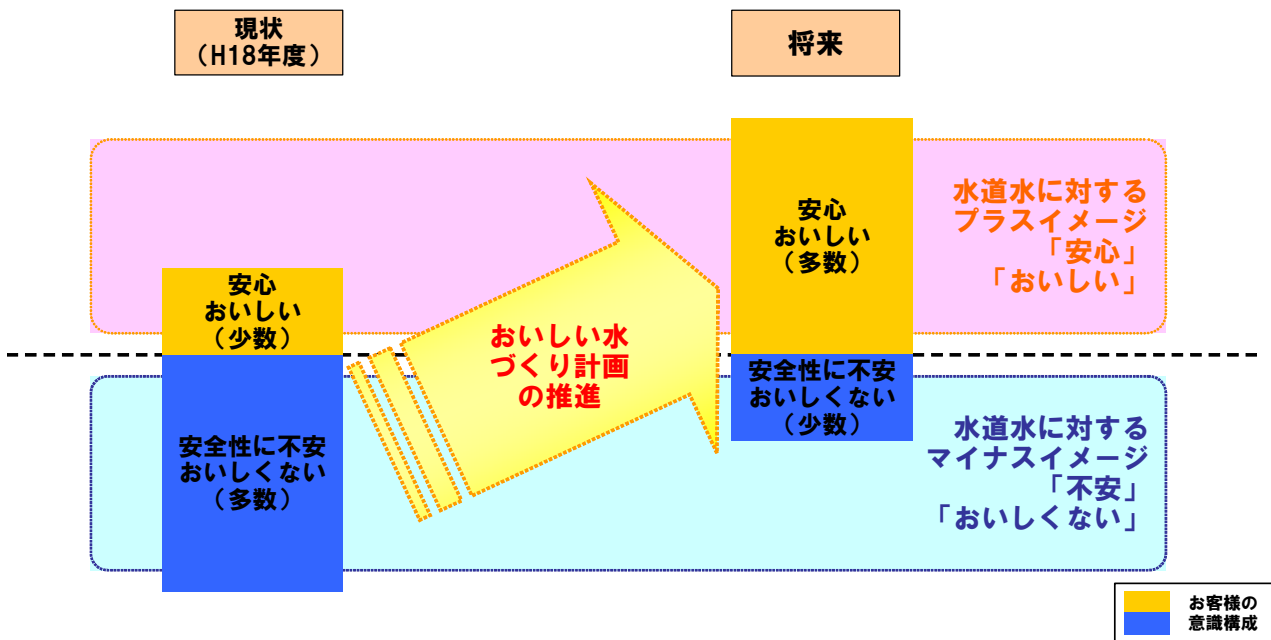 現状
（H18年度）
将来
安心
おいしい
（少数）
安全性に不安
おいしくない
（多数）
おいしい水
づくり計画
の推進
安心
おいしい
（多数）
安全性に不安
おいしくない
（少数）
水道水に対する
プラスイメージ
「安心」
「おいしい」
水道水に対する
マイナスイメージ
「不安」
「おいしくない」
お客様の
意識構成